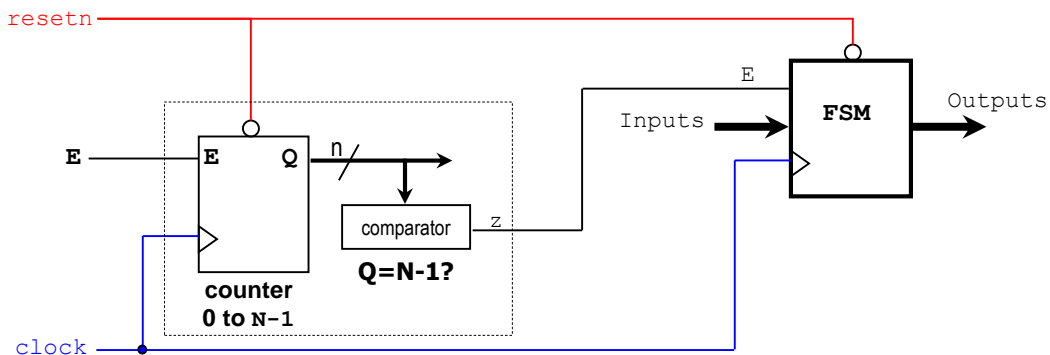 resetn
E
FSM
Inputs
Outputs
E
E
Q
n
comparator
z
Q=N-1?
counter
0 to N-1
clock